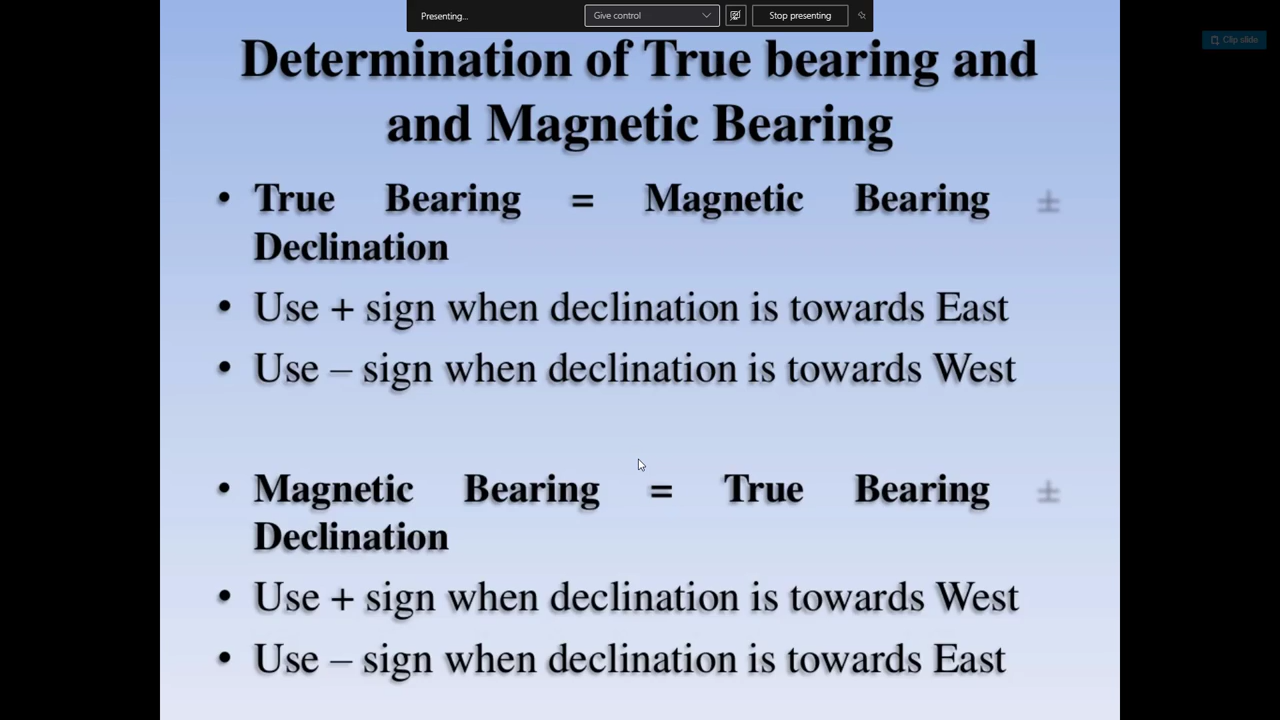 Presenting...
Give control
Stop presenting
Clip slide
Determination of True bearing and
and Magnetic Bearing
• True Bearing = Magnetic Bearing ±
Declination
• Use + sign when declination is towards East
• Use – sign when declination is towards West
• Magnetic Bearing = True Bearing ±
Declination
• Use + sign when declination is towards West
• Use – sign when declination is towards East